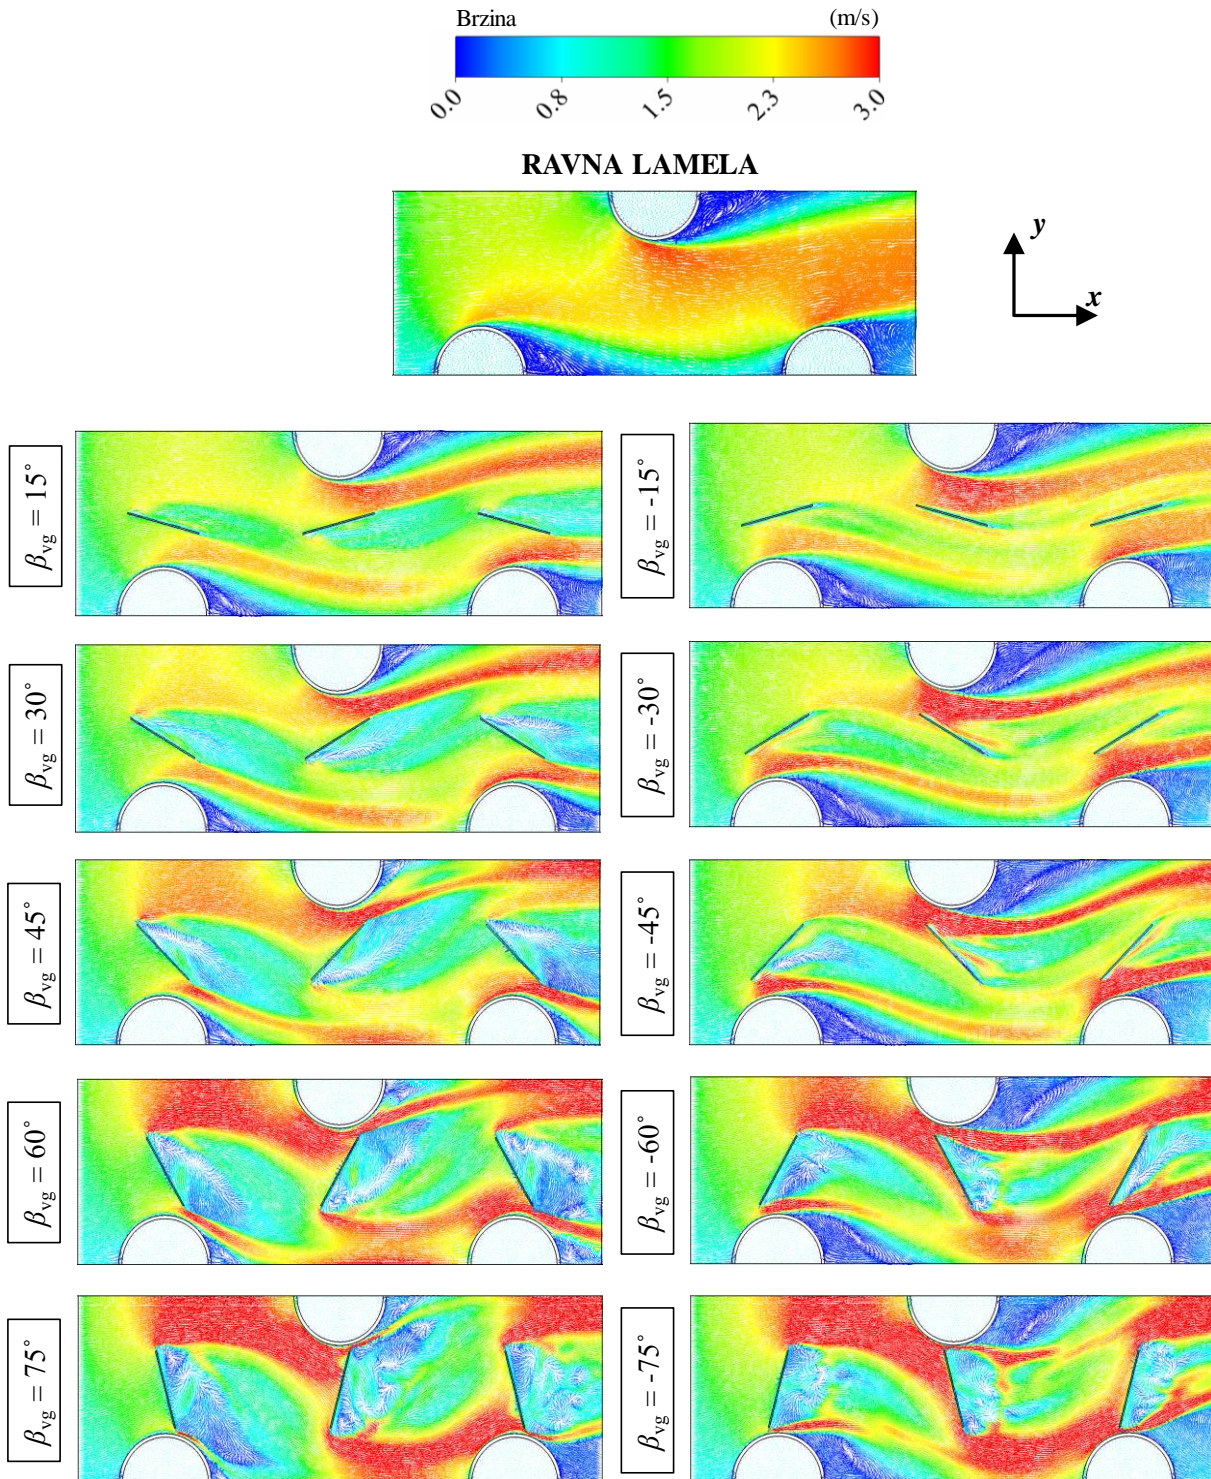 Brzina (m/s)
0.0 0.8 1.5 2.3 3.0
RAVNA LAMELA
y
x
βvg = 15°
βvg = -15°
βvg = 30°
βvg = -30°
βvg = 45°
βvg = -45°
βvg = 60°
βvg = -60°
βvg = 75°
βvg = -75°